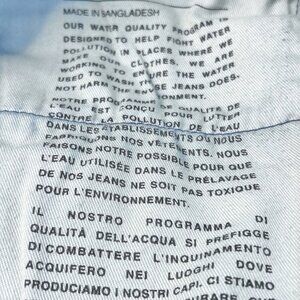 MADE IN BANGLADESH
OUR WATER QUALITY PROGRAM IS
DESIGNED TO HELP FIGHT WATER
POLLUTION IN PLACES WHERE WE
MAKE OUR CLOTHES. WE ARE
WORKING TO ENSURE THE WATER
USED TO WASH THESE JEANS DOES
NOT HARM THE ENVIRONMENT.
NOTRE PROGRAMME DE QUALITÉ DE
L'EAU EST CONÇU POUR LUTTER
CONTRE LA POLLUTION DE L'EAU
DANS LES ÉTABLISSEMENTS OÙ NOUS
FABRIQUONS NOS VÊTEMENTS. NOUS
FAISONS NOTRE POSSIBLE POUR QUE
L'EAU UTILISÉE DANS LE PRÉLAVAGE
DE NOS JEANS NE SOIT PAS TOXIQUE
POUR L'ENVIRONNEMENT.
IL NOSTRO PROGRAMMA DI
QUALITÀ DELL'ACQUA SI PREFIGGE
DI COMBATTERE L'INQUINAMENTO
ACQUIFERO NEI LUOGHI DOVE
PRODUCIAMO I NOSTRI CAPI. CI STIAMO